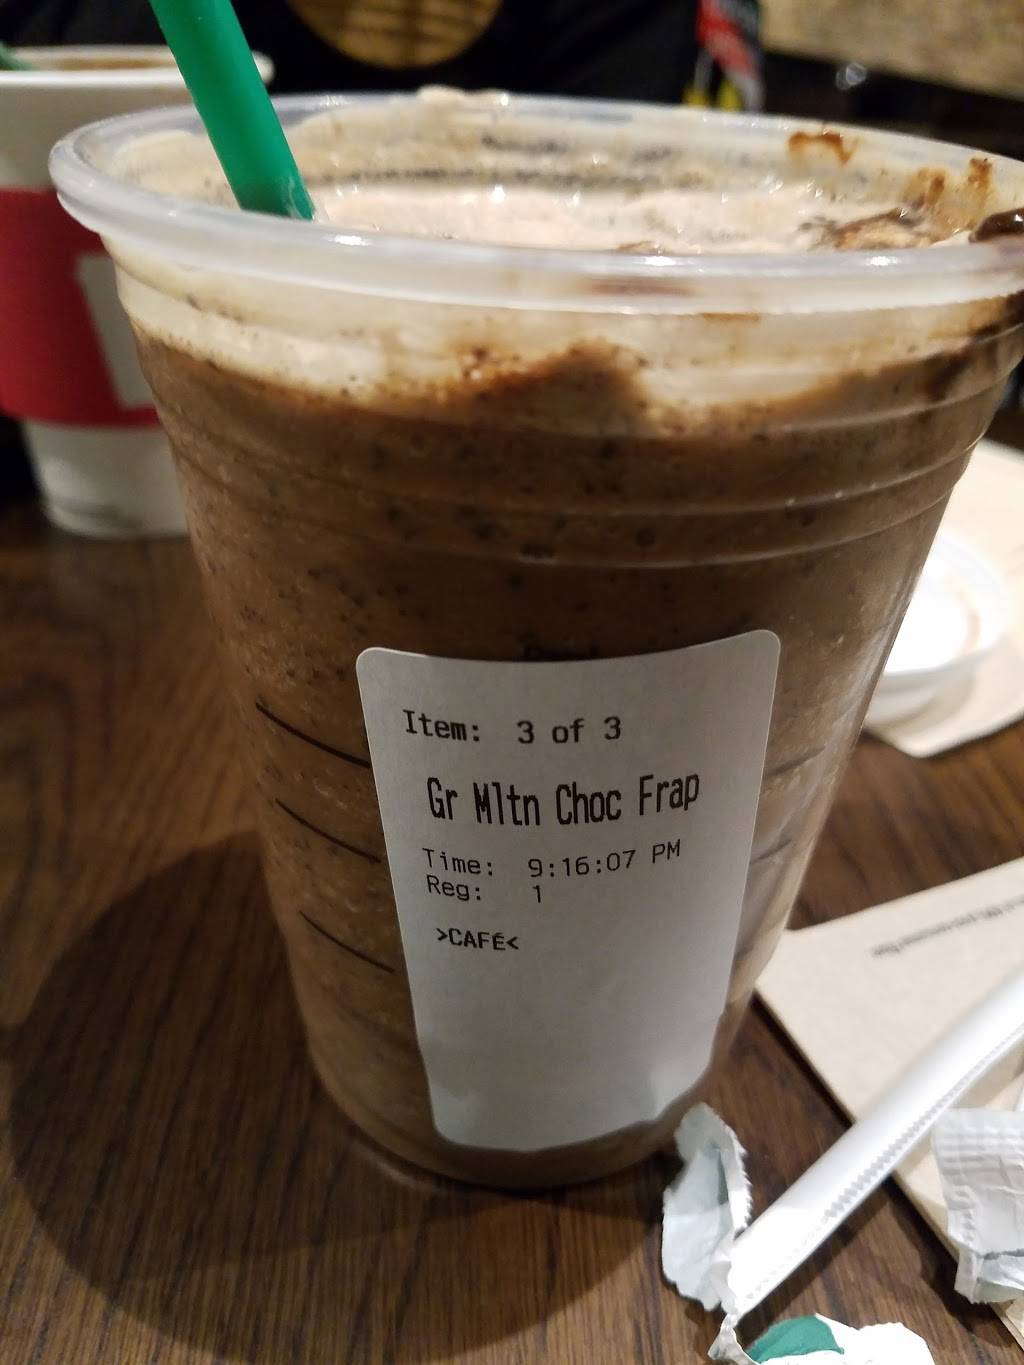 Item: 3 of 3
Gr Mltn Choc Frap
Time: 9:16:07 PM
Reg: 1
>CAFÉ<